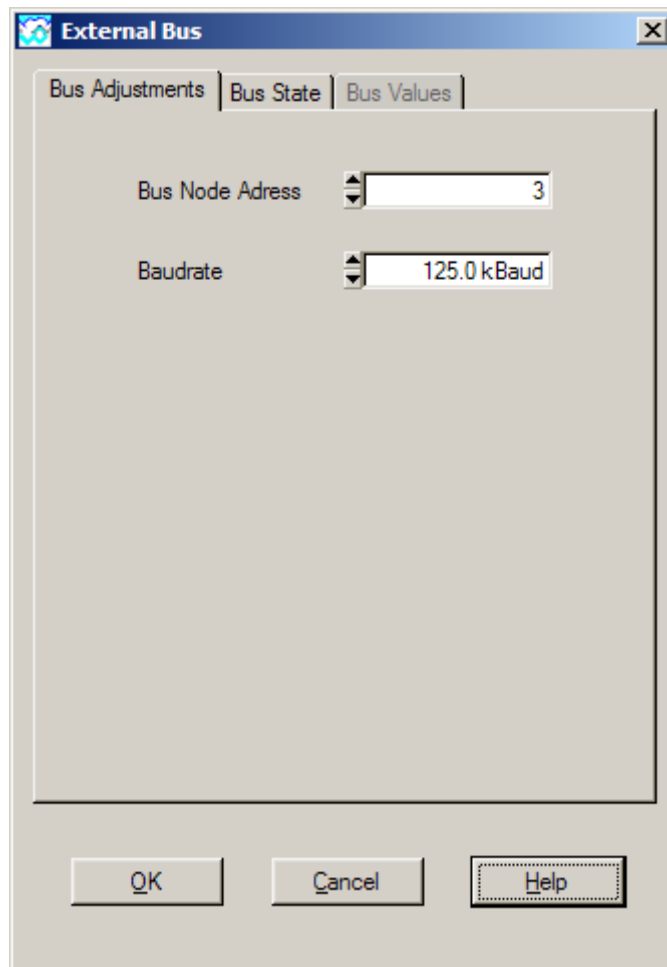 External Bus
Bus Adjustments Bus State Bus Values
Bus Node Adress 3
Baudrate 125.0 kBaud
OK Cancel Help